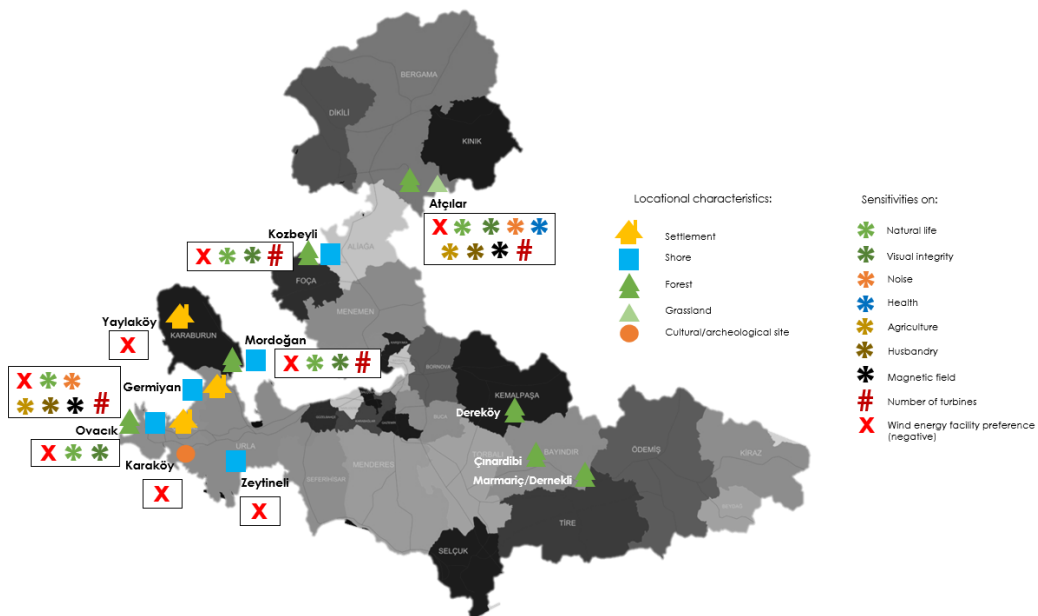 BERGAMA
DİKİLİ
KINIK
Atçılar
X
#
Kozbeyli
X
#
ALİAĞA
FOÇA
MENEMEN
Yaylaköy
KARABURUN
X
Mordoğan
X
#
Germiyan
X
#
Ovacık
X
Karaköy
X
URLA
Zeytineli
X
SEFERHİSAR
MENDERES
BORNOVA
BUCA
KEMALPAŞA
Dereköy
TORBALI
Çınardibi
BAYINDIR
Marmariç/Dernekli
ÖDEMİŞ
KİRAZ
BEYDAĞ
TİRE
SELÇUK
Locational characteristics:
Settlement
Shore
Forest
Grassland
Cultural/archeological site
Sensitivities on:
Natural life
Visual integrity
Noise
Health
Agriculture
Husbandry
Magnetic field
# Number of turbines
X Wind energy facility preference
(negative)